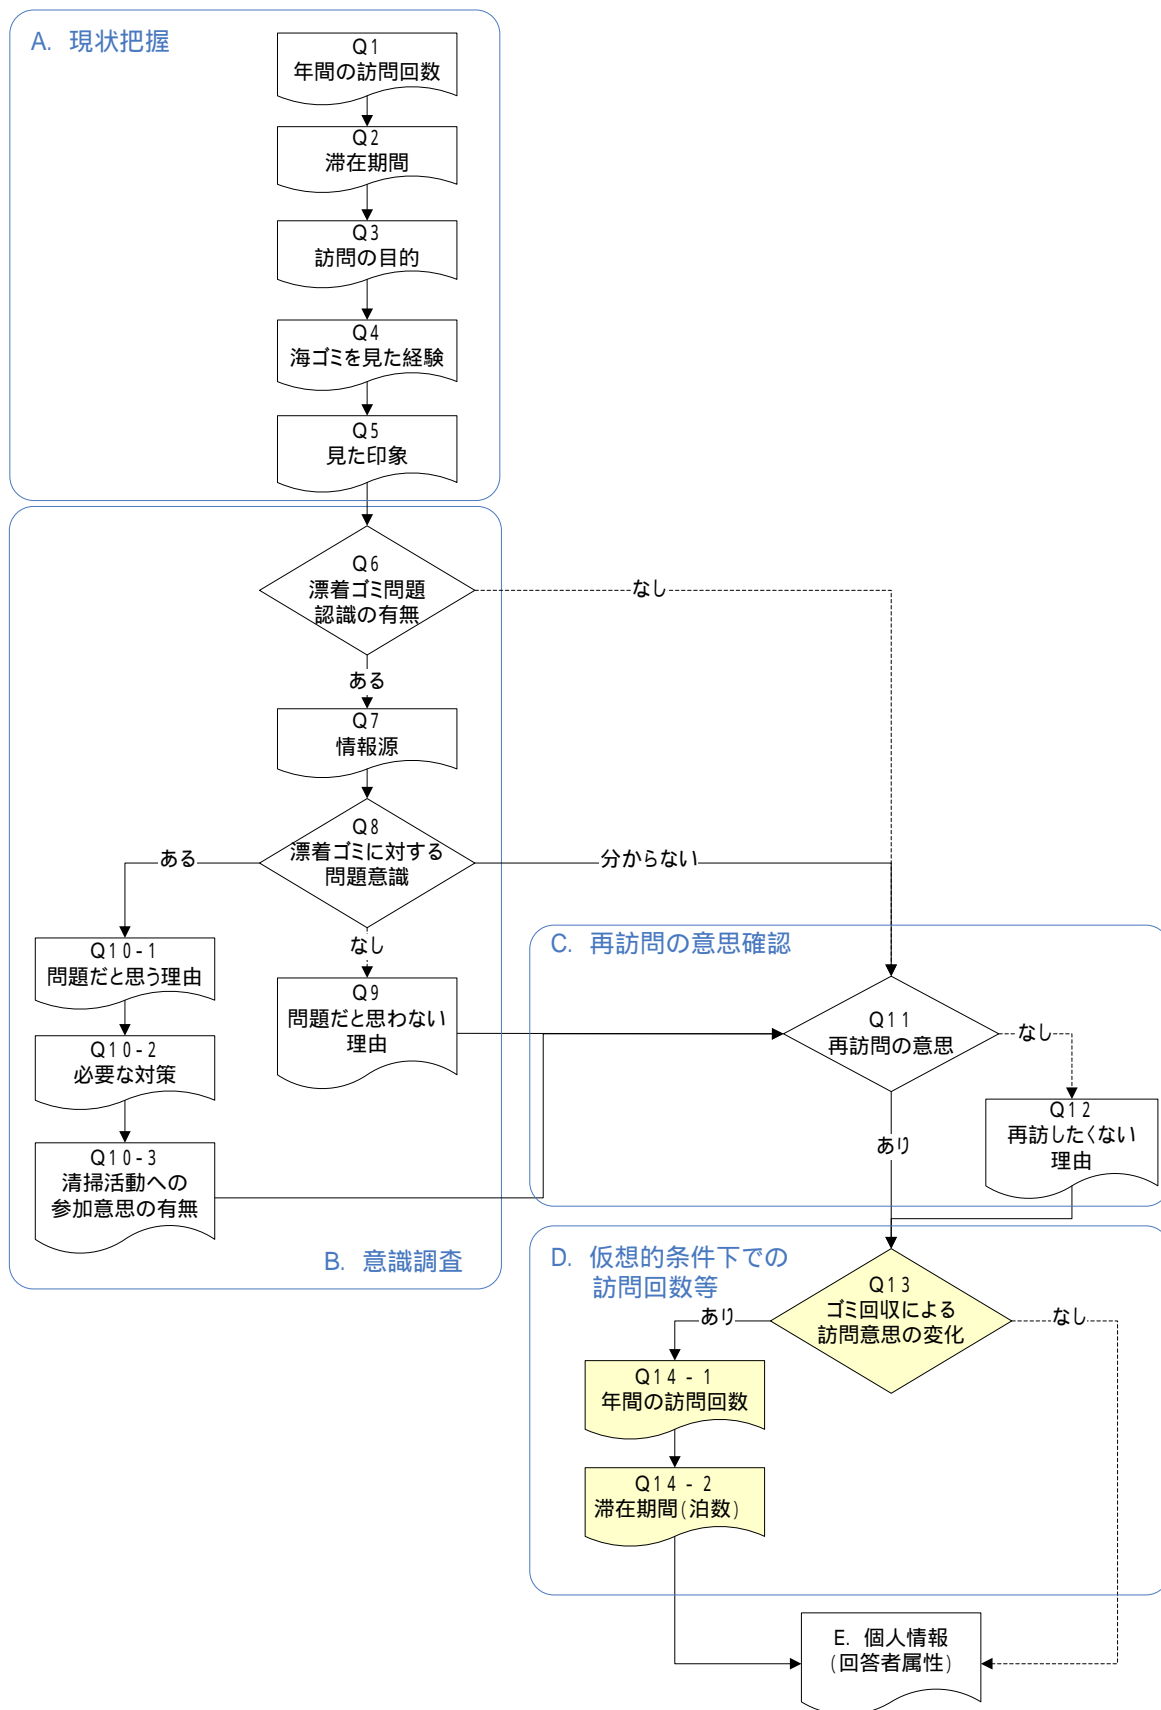 A. 現状把握
Q1
年間の訪問回数
Q2
滞在期間
Q3
訪問の目的
Q4
海ゴミを見た経験
Q5
見た印象
Q6
漂着ゴミ問題
認識の有無
なし
ある
Q7
情報源
Q8
漂着ゴミに対する
問題意識
ある
分からない
なし
Q10-1
問題だと思う理由
Q10-2
必要な対策
Q10-3
清掃活動への
参加意思の有無
Q9
問題だと思わない
理由
B. 意識調査
C. 再訪問の意思確認
Q11
再訪問の意思
なし
あり
Q12
再訪したくない
理由
D. 仮想的条件下での
訪問回数等
Q13
ゴミ回収による
訪問意思の変化
あり
なし
Q14 - 1
年間の訪問回数
Q14 - 2
滞在期間(泊数)
E. 個人情報
(回答者属性)